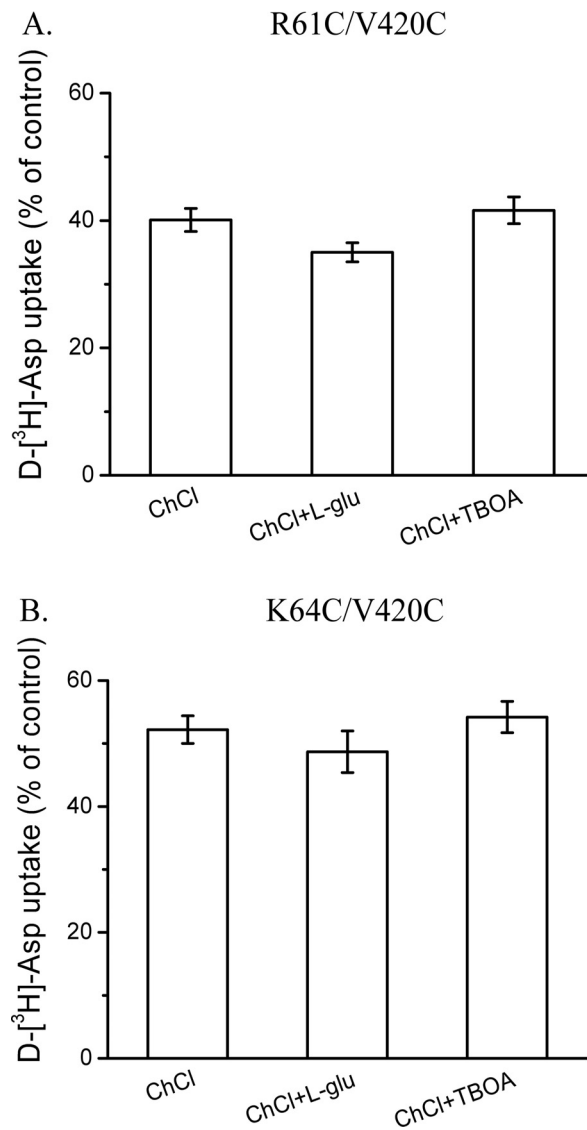 A.
R61C/V420C
D-[³H]-Asp uptake (% of control)
60
40
20
0
ChCl
ChCl+L-glu
ChCl+TBOA
B.
K64C/V420C
D-[³H]-Asp uptake (% of control)
60
40
20
0
ChCl
ChCl+L-glu
ChCl+TBOA